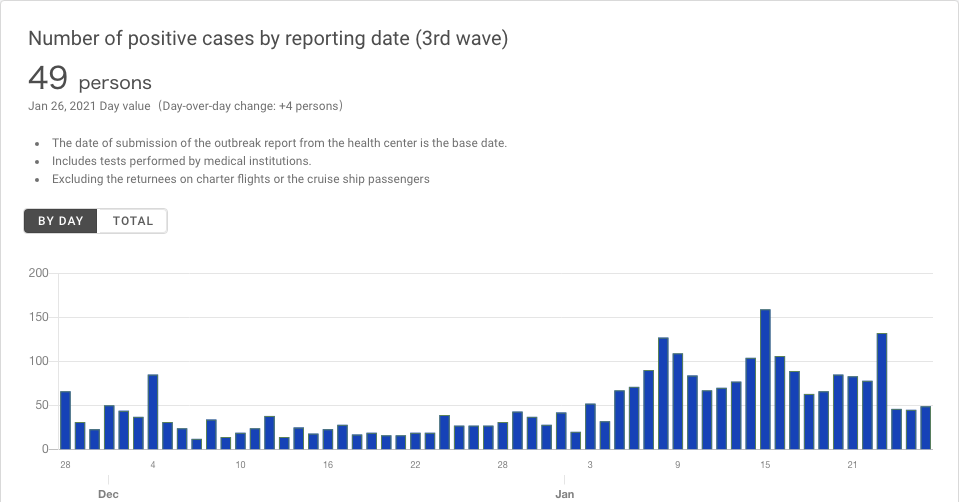 Number of positive cases by reporting date (3rd wave)
49 persons
Jan 26, 2021 Day value（Day-over-day change: +4 persons）
• The date of submission of the outbreak report from the health center is the base date.
• Includes tests performed by medical institutions.
• Excluding the returnees on charter flights or the cruise ship passengers
BY DAY TOTAL
200
150
100
50
0
28 4 10 16 22 28 3 9 15 21
Dec Jan